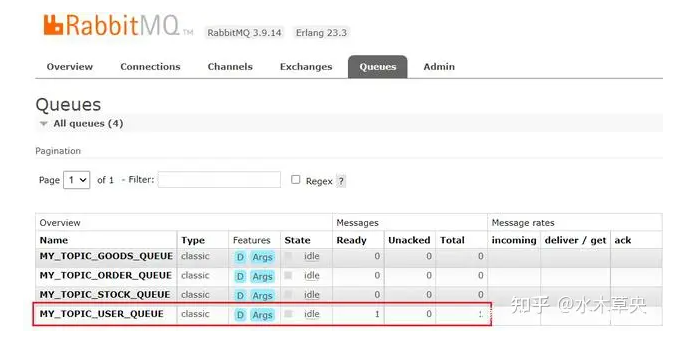 RabbitMQ TM RabbitMQ 3.9.14 Erlang 23.3
Overview Connections Channels Exchanges Queues Admin
Queues
All queues (4)
Pagination
Page 1 of 1 - Filter: Regex ?
Overview Messages Message rates
Name Type Features State Ready Unacked Total incoming deliver / get ack
MY_TOPIC_GOODS_QUEUE classic D Args idle 0 0 0
MY_TOPIC_ORDER_QUEUE classic D Args idle 0 0 0
MY_TOPIC_STOCK_QUEUE classic D Args idle 0 0 0
MY_TOPIC_USER_QUEUE classic D Args idle 1 0 1
知乎 @水木草央